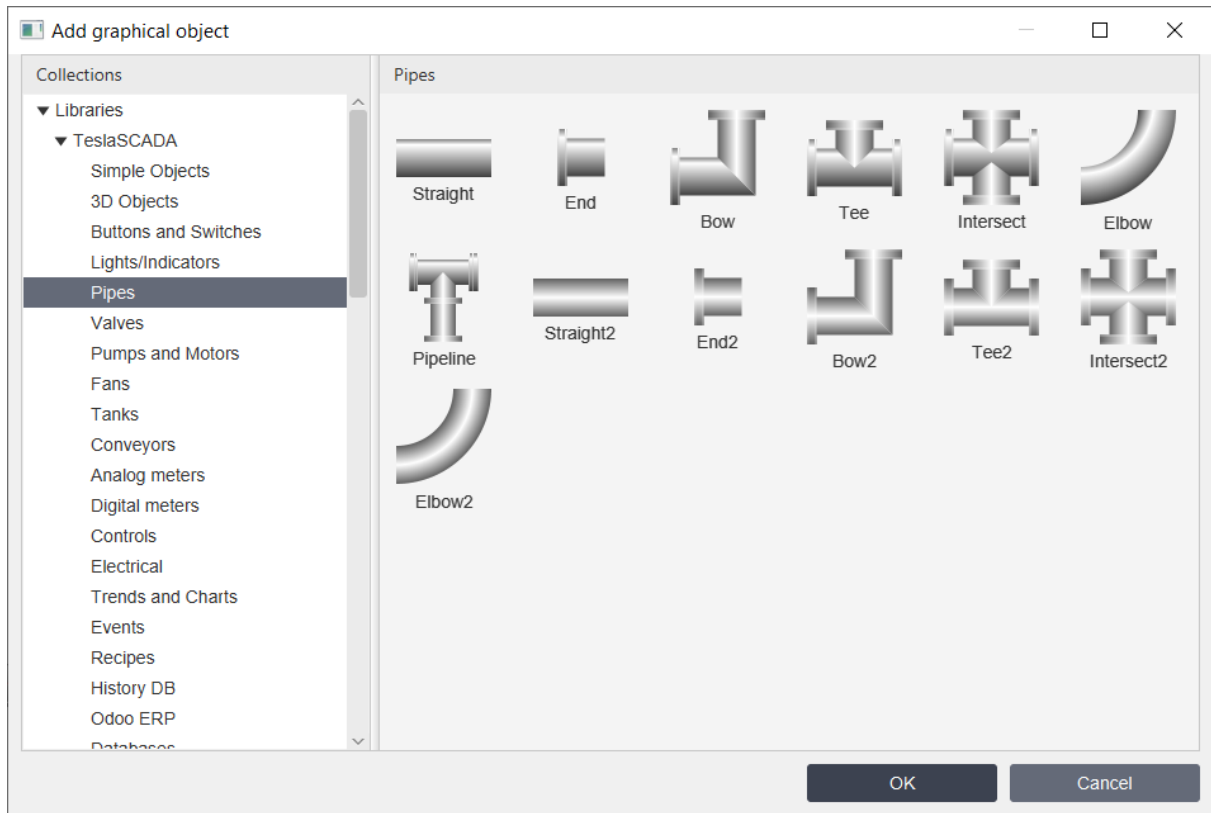 Add graphical object
Collections
Libraries
TeslaSCADA
Simple Objects
3D Objects
Buttons and Switches
Lights/Indicators
Pipes
Valves
Pumps and Motors
Fans
Tanks
Conveyors
Analog meters
Digital meters
Controls
Electrical
Trends and Charts
Events
Recipes
History DB
Odoo ERP
Databases
Pipes
Straight
End
Bow
Tee
Intersect
Elbow
Pipeline
Straight2
End2
Bow2
Tee2
Intersect2
Elbow2
OK
Cancel